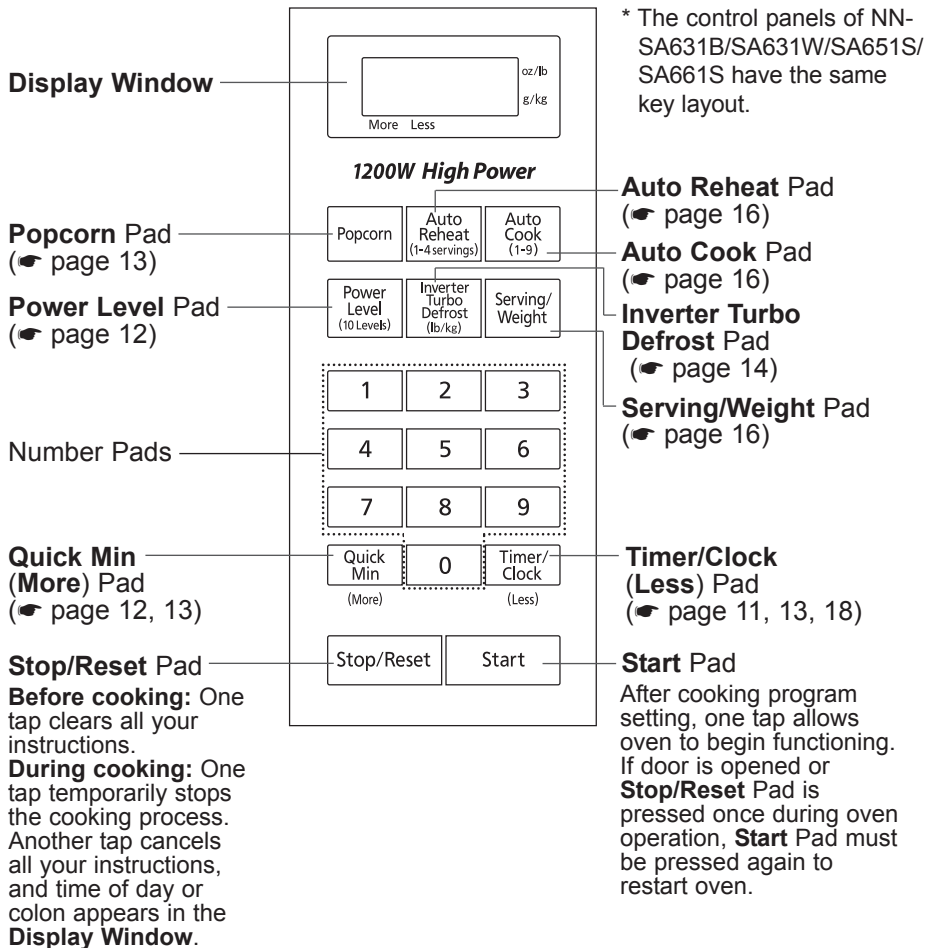 * The control panels of NN-
SA631B/SA631W/SA651S/
SA661S have the same
key layout.
Display Window
oz/lb
g/kg
More Less
1200W High Power
Popcorn
Auto
Reheat
(1-4 servings)
Auto
Cook
(1-9)
Power
Level
(10 Levels)
Inverter
Turbo
Defrost
(lb/kg)
Serving/
Weight
1
2
3
4
5
6
7
8
9
Quick
Min
(More)
0
Timer/
Clock
(Less)
Stop/Reset
Start
Popcorn Pad
(☛ page 13)
Power Level Pad
(☛ page 12)
Number Pads
Quick Min
(More) Pad
(☛ page 12, 13)
Stop/Reset Pad
Before cooking: One
tap clears all your
instructions.
During cooking: One
tap temporarily stops
the cooking process.
Another tap cancels
all your instructions,
and time of day or
colon appears in the
Display Window.
Auto Reheat Pad
(☛ page 16)
Auto Cook Pad
(☛ page 16)
Inverter Turbo
Defrost Pad
(☛ page 14)
Serving/Weight Pad
(☛ page 16)
Timer/Clock
(Less) Pad
(☛ page 11, 13, 18)
Start Pad
After cooking program
setting, one tap allows
oven to begin functioning.
If door is opened or
Stop/Reset Pad is
pressed once during oven
operation, Start Pad must
be pressed again to
restart oven.